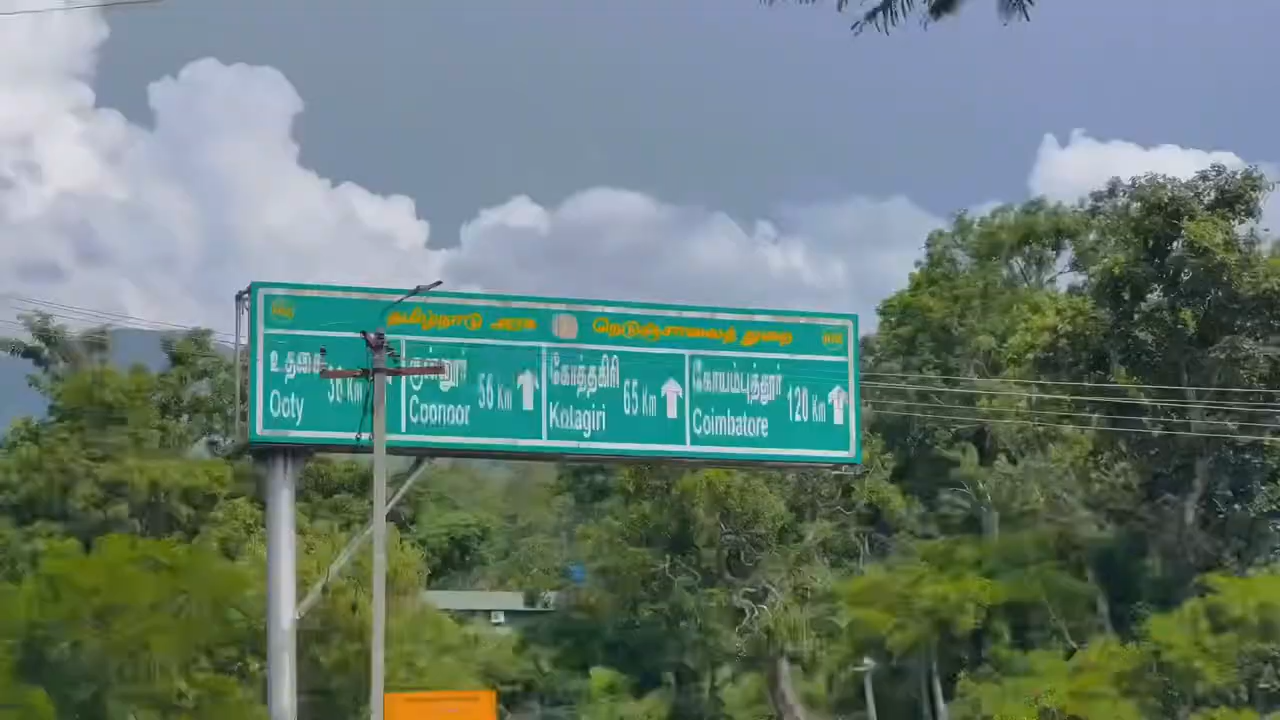 தமிழ்நாடு அரசு நெடுஞ்சாலைத் துறை
உதகை 36 Km
Ooty
குன்னூர் 56 Km
Coonoor
கோத்தகிரி 65 Km
Kotagiri
கோயம்புத்தூர் 120 Km
Coimbatore